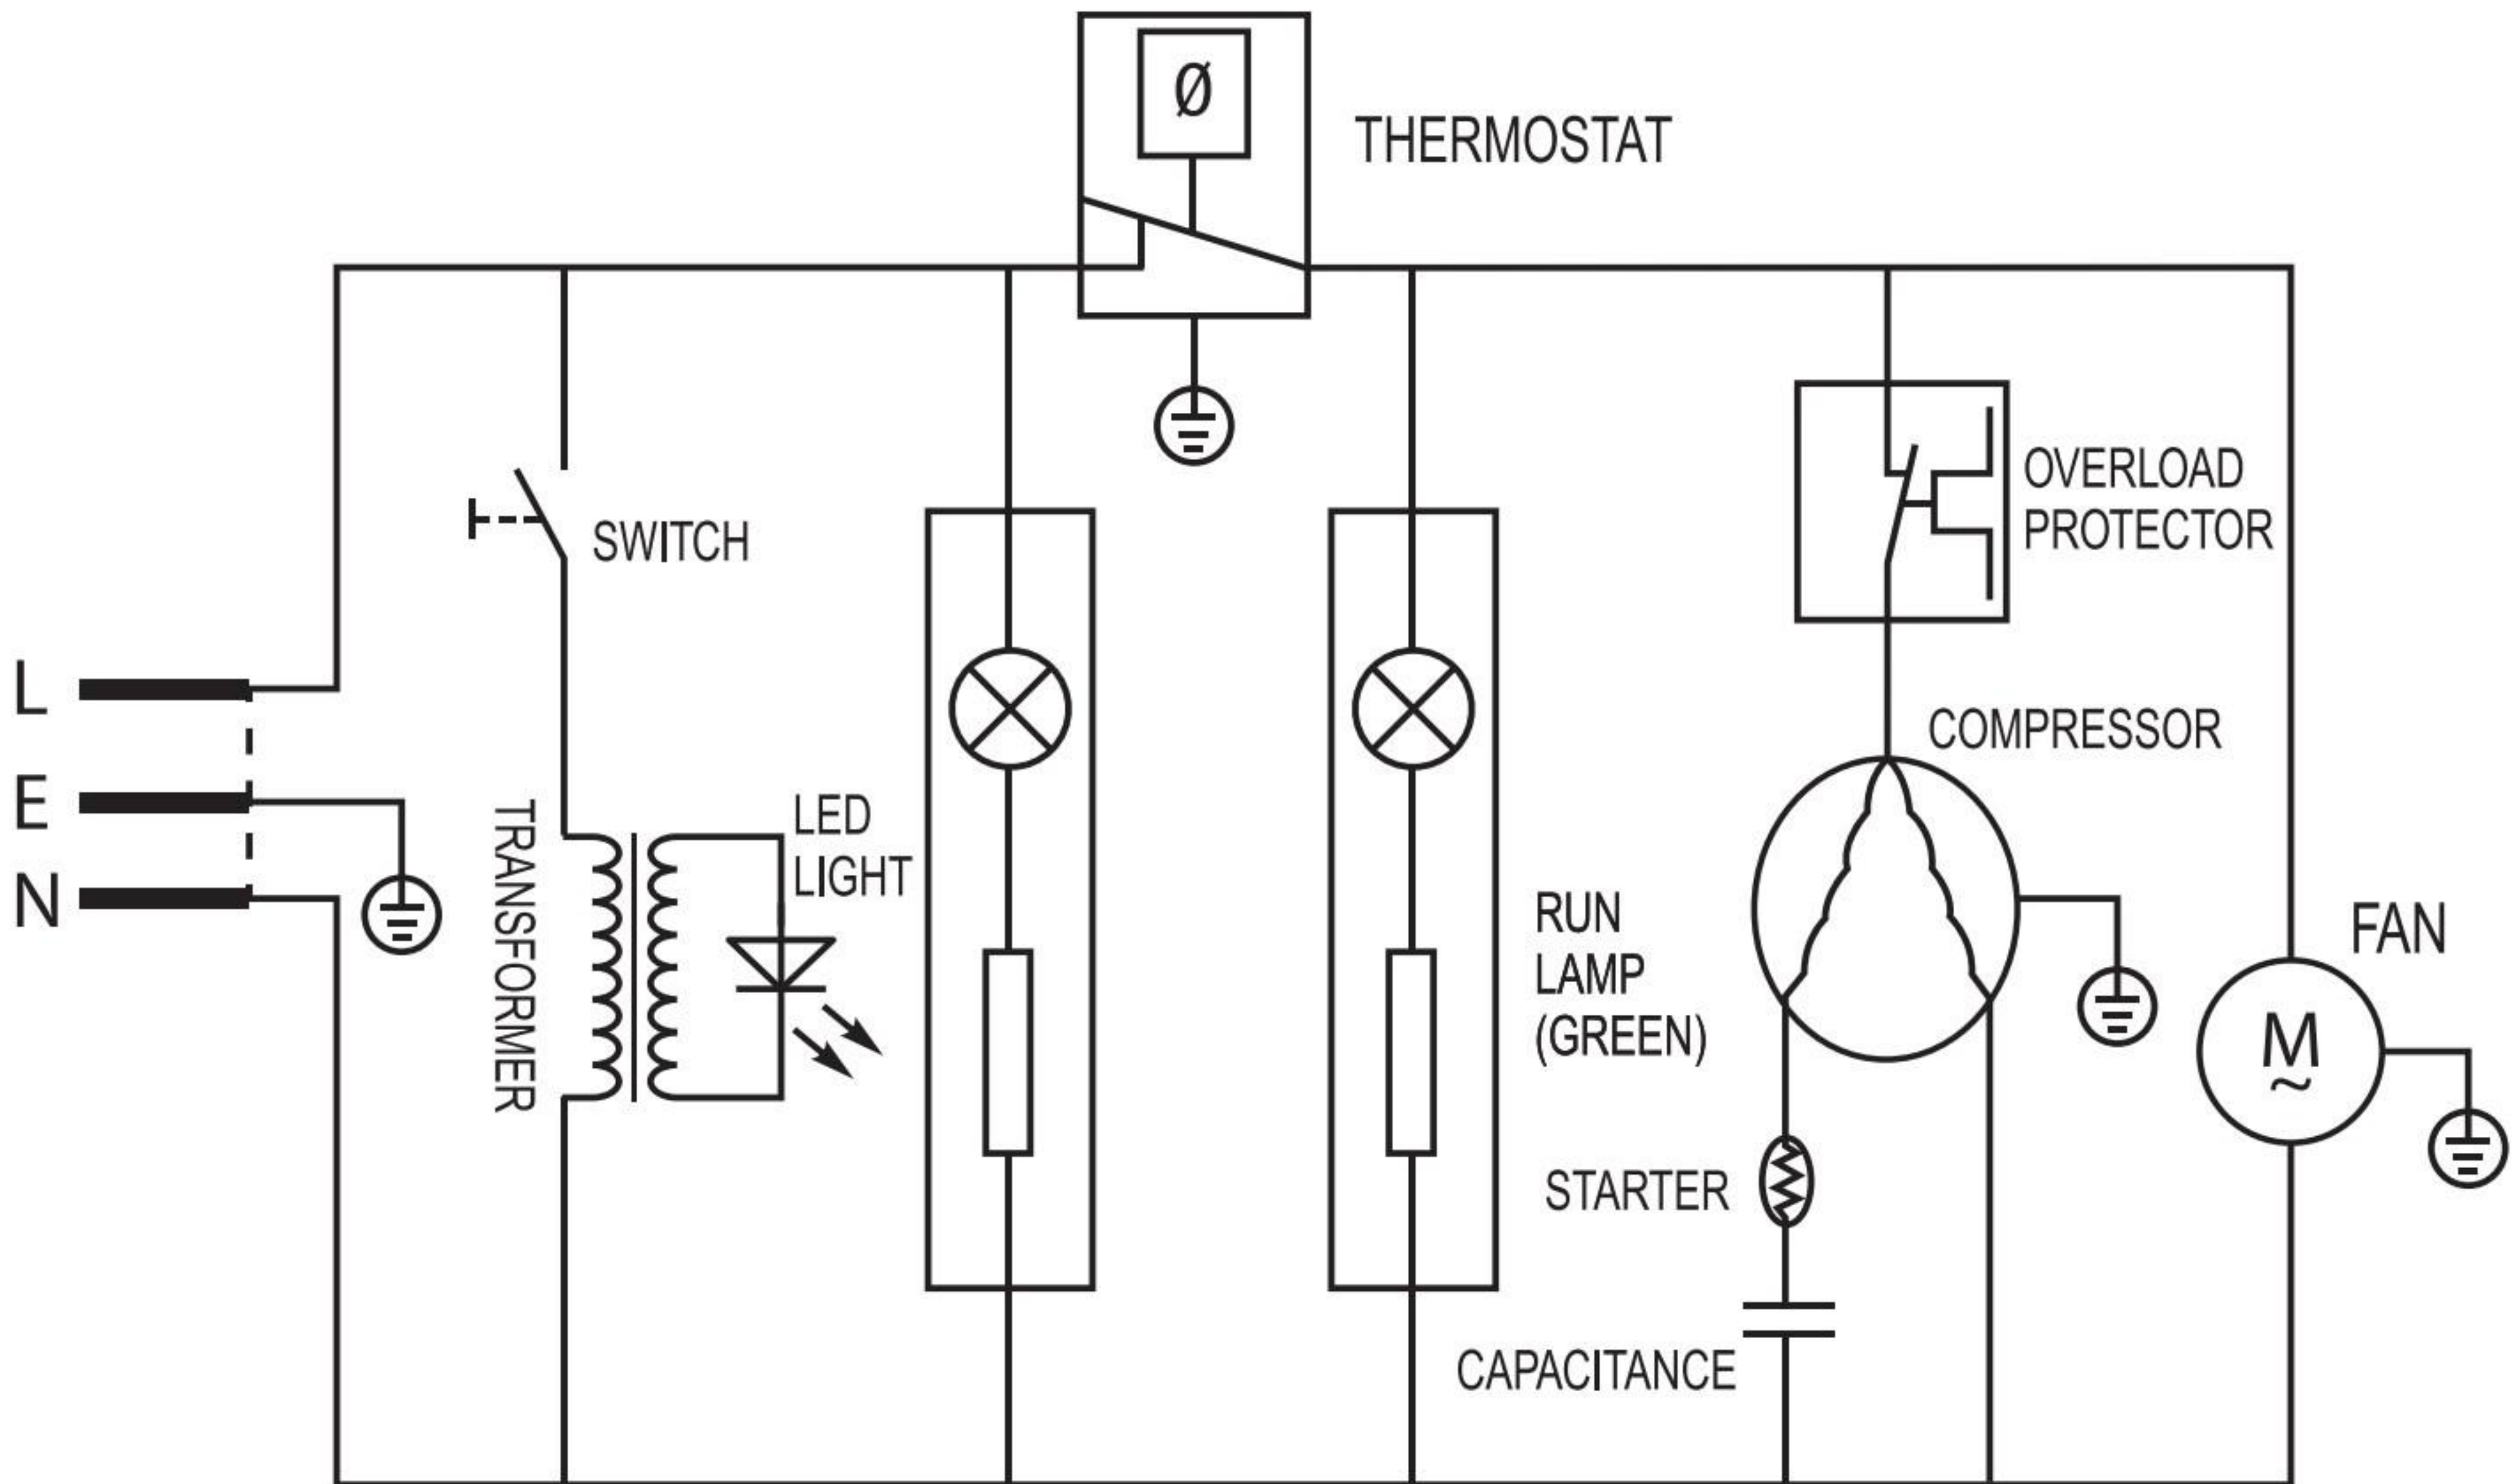 Ø
THERMOSTAT
SWITCH
OVERLOAD
PROTECTOR
L
E
N
COMPRESSOR
TRANSFORMER
LED
LIGHT
RUN
LAMP
(GREEN)
FAN
M
~
STARTER
CAPACITANCE